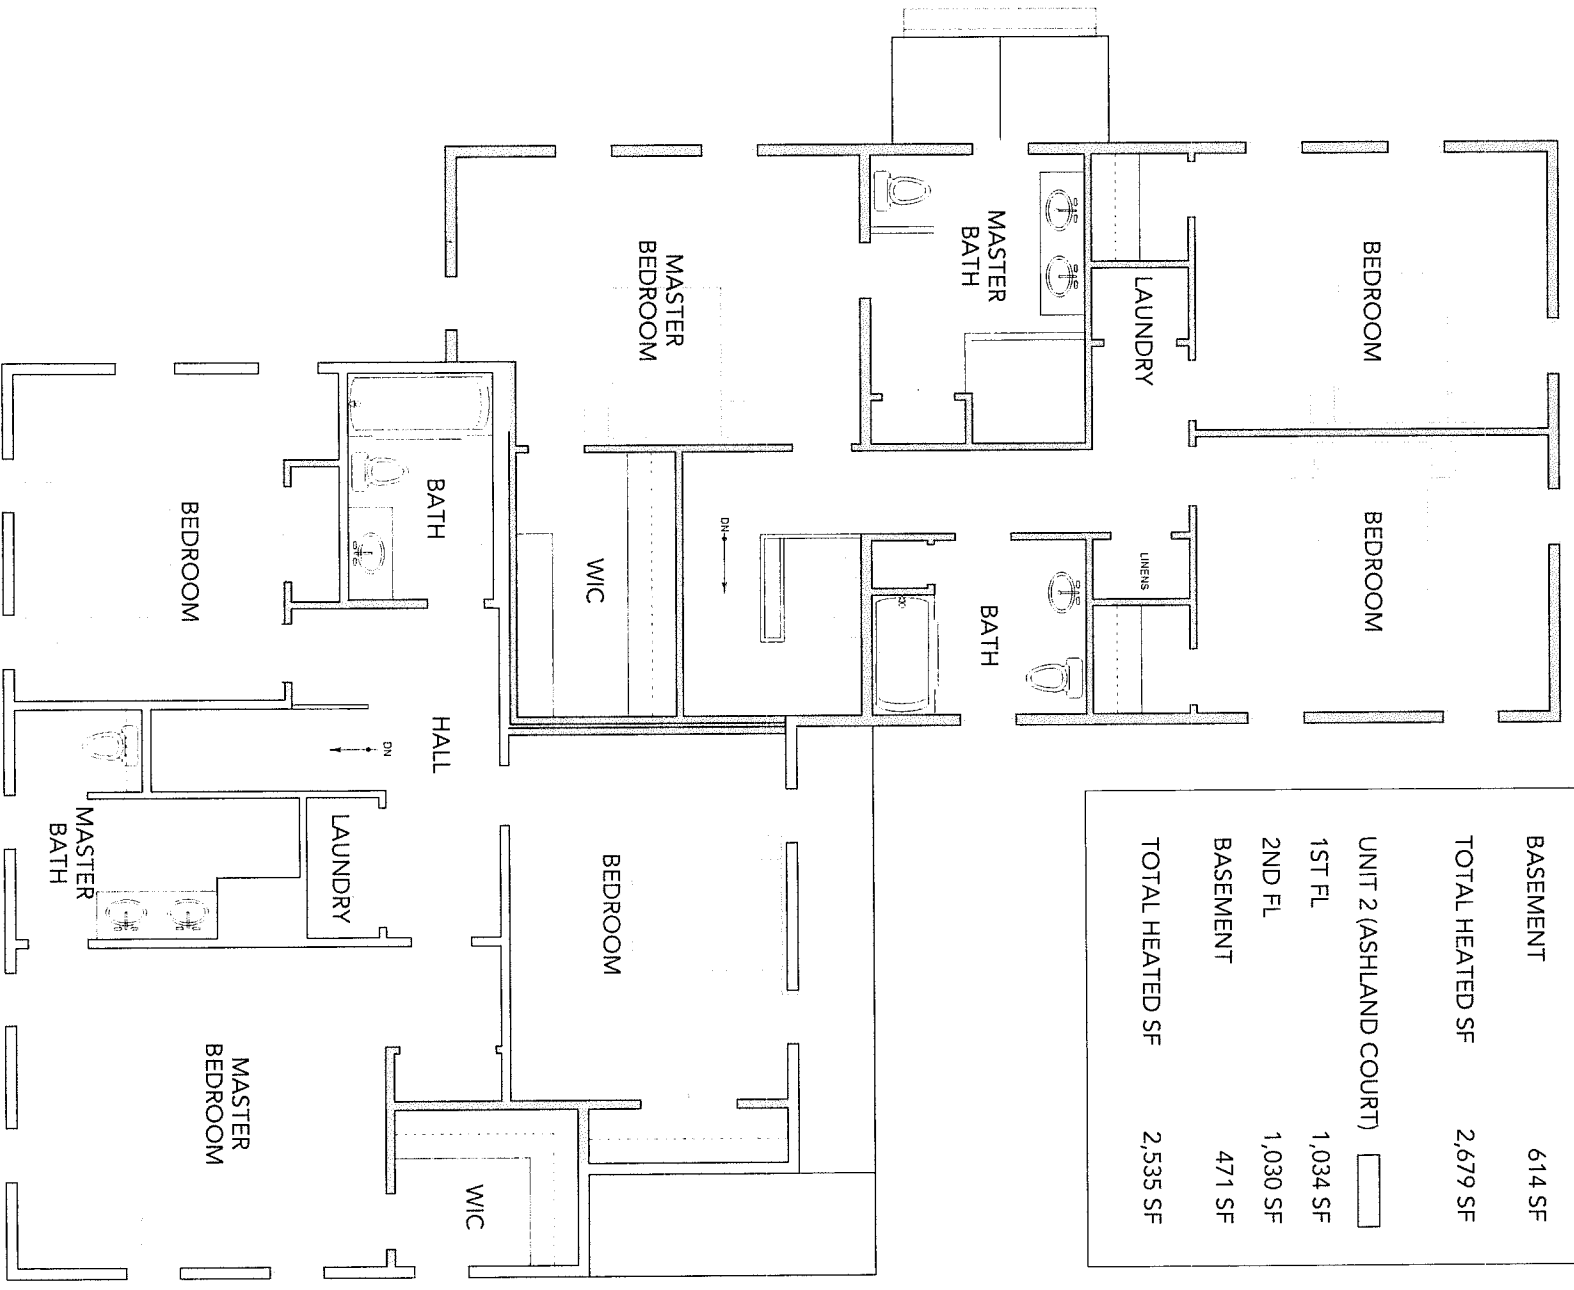 BASEMENT 614 SF
TOTAL HEATED SF 2,679 SF
UNIT 2 (ASHLAND COURT)
1ST FL 1,034 SF
2ND FL 1,030 SF
BASEMENT 471 SF
TOTAL HEATED SF 2,535 SF
BEDROOM
BEDROOM
LAUNDRY
LINENS
MASTER
BATH
BATH
DN
MASTER
BEDROOM
WIC
BEDROOM
BATH
HALL
DN
WIC
LAUNDRY
MASTER
BEDROOM
BEDROOM
MASTER
BATH